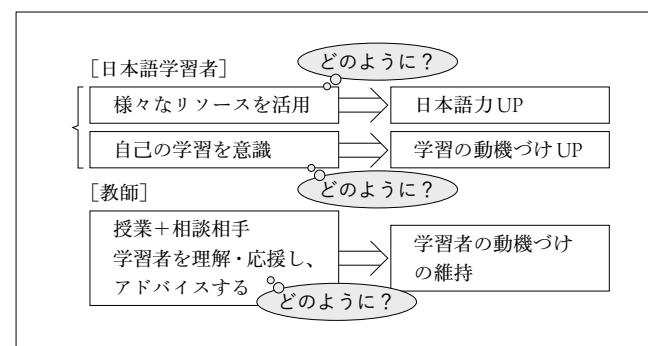 [日本語学習者]
どのように？
様々なリソースを活用
日本語力UP
自己の学習を意識
学習の動機づけUP
どのように？
[教師]
授業＋相談相手
学習者を理解・応援し、
アドバイスする
どのように？
学習者の動機づけ
の維持